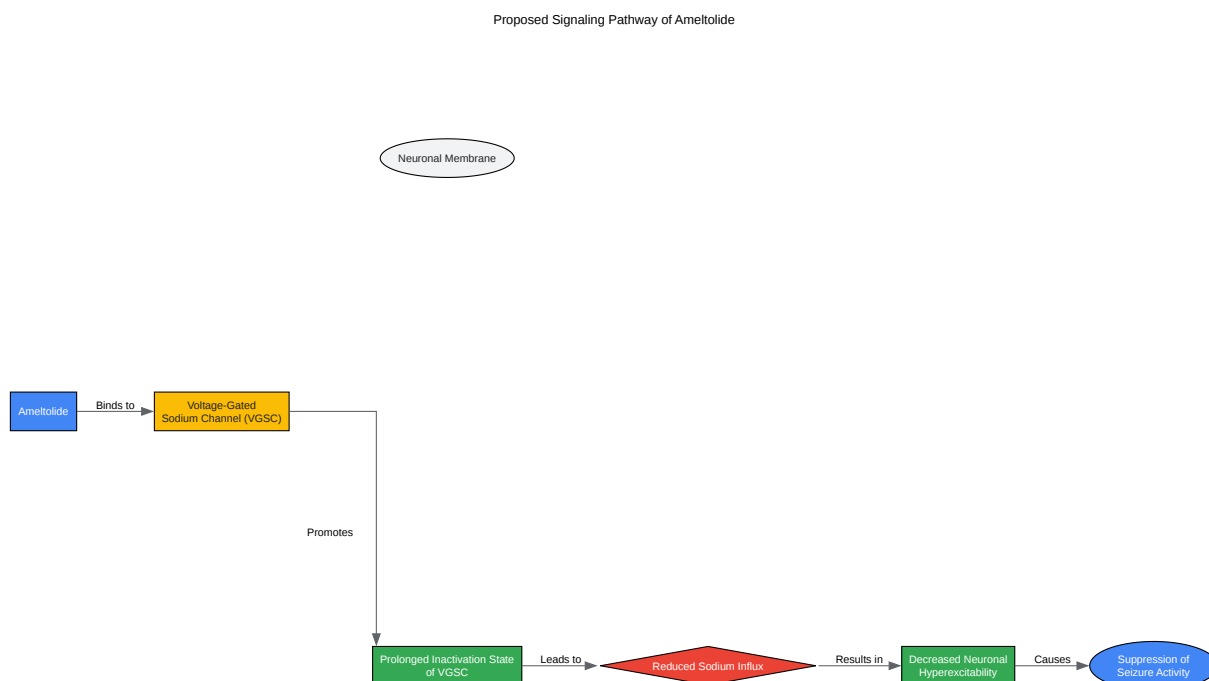 Proposed Signaling Pathway of Ameltolide
Neuronal Membrane
Ameltolide
Binds to
Voltage-Gated
Sodium Channel (VGSC)
Promotes
Prolonged Inactivation State
of VGSC
Leads to
Reduced Sodium Influx
Results in
Decreased Neuronal
Hyperexcitability
Causes
Suppression of
Seizure Activity